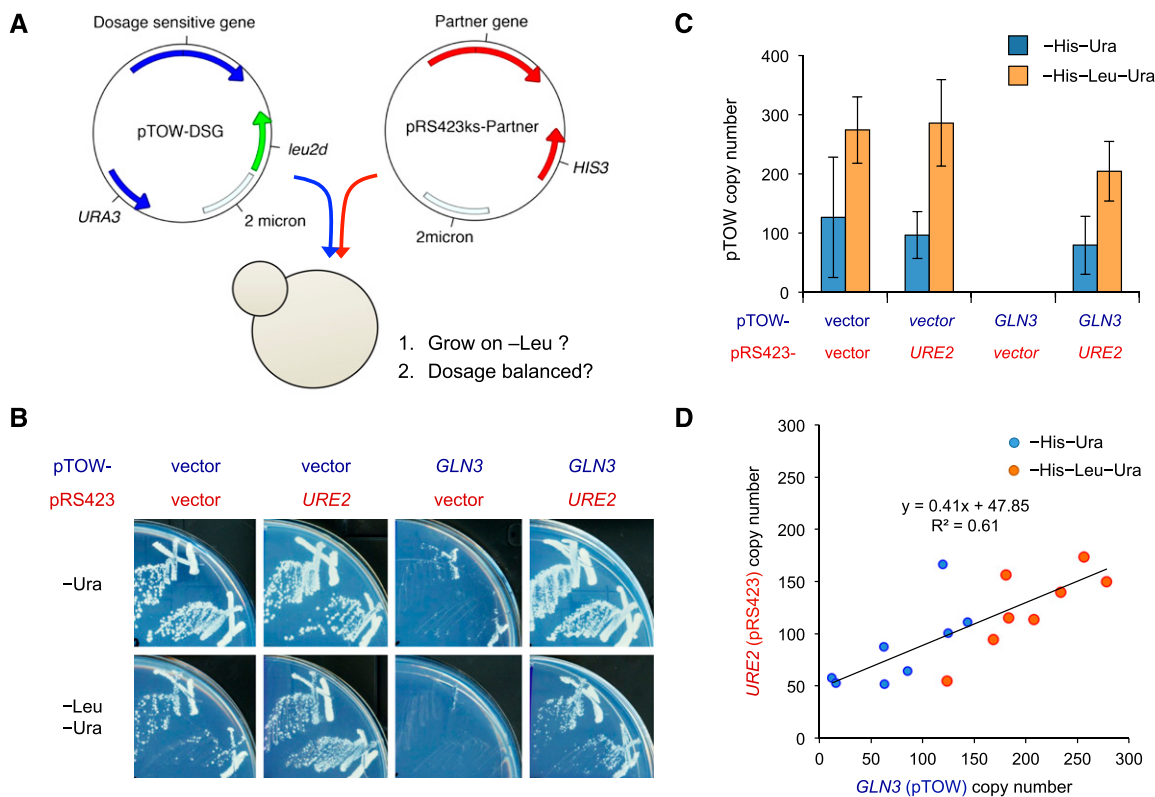 A
Dosage sensitive gene
Partner gene
pTOW-DSG
pRS423ks-Partner
leu2d
HIS3
URA3
2 micron
2micron
1. Grow on –Leu ?
2. Dosage balanced?
B
pTOW- vector vector GLN3 GLN3
pRS423 vector URE2 vector URE2
–Ura
–Leu
–Ura
C
–His–Ura
–His–Leu–Ura
pTOW copy number
400
300
200
100
0
pTOW- vector vector GLN3 GLN3
pRS423- vector URE2 vector URE2
D
–His–Ura
–His–Leu–Ura
y = 0.41x + 47.85
R² = 0.61
URE2 (pRS423) copy number
300
250
200
150
100
50
0
0 50 100 150 200 250 300
GLN3 (pTOW) copy number